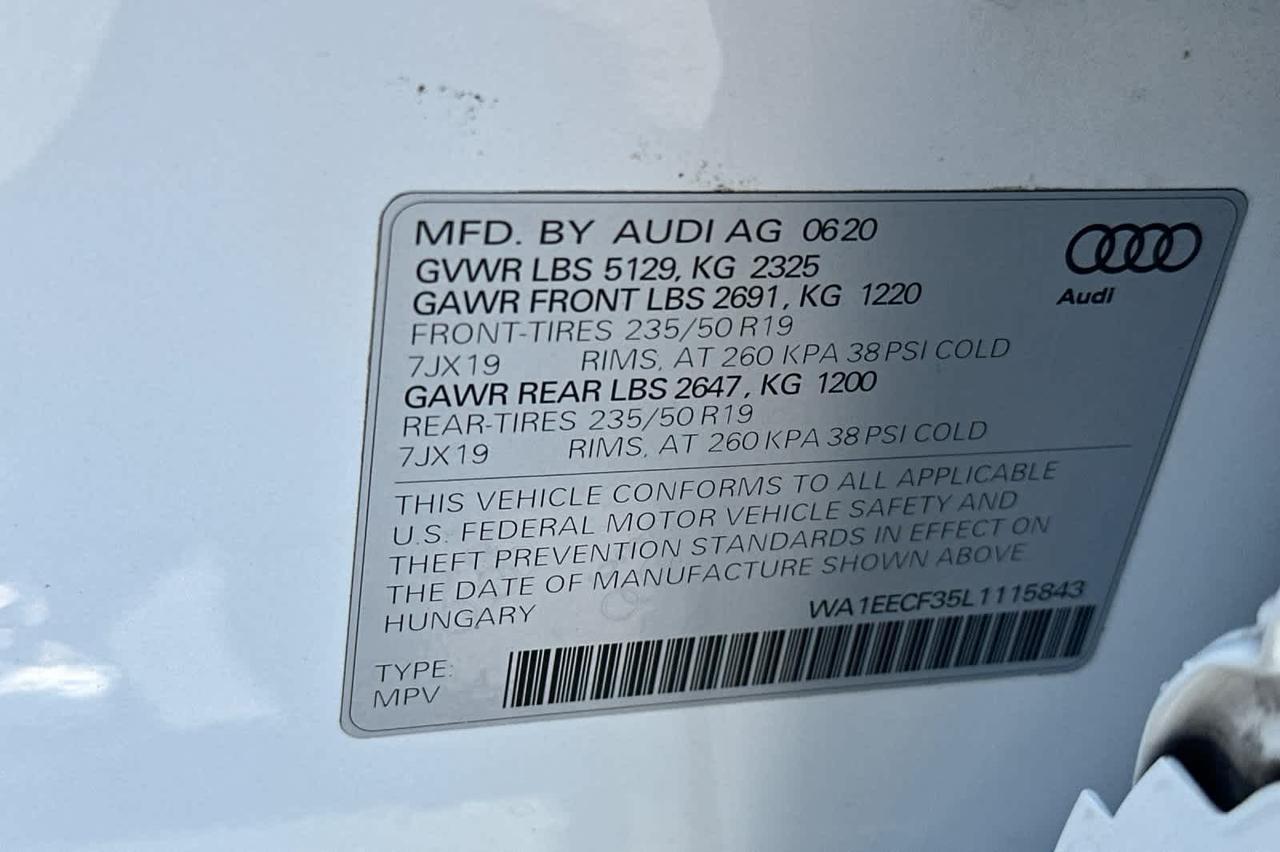 MFD. BY AUDI AG 0620
GVWR LBS 5129, KG 2325
GAWR FRONT LBS 2691, KG 1220
Audi
FRONT-TIRES 235/50 R19
7JX19 RIMS, AT 260 KPA 38 PSI COLD
GAWR REAR LBS 2647, KG 1200
REAR-TIRES 235/50 R19
7JX19 RIMS, AT 260 KPA 38 PSI COLD
THIS VEHICLE CONFORMS TO ALL APPLICABLE
U.S. FEDERAL MOTOR VEHICLE SAFETY AND
THEFT PREVENTION STANDARDS IN EFFECT ON
THE DATE OF MANUFACTURE SHOWN ABOVE
HUNGARY WA1EECF35L1115843
TYPE:
MPV